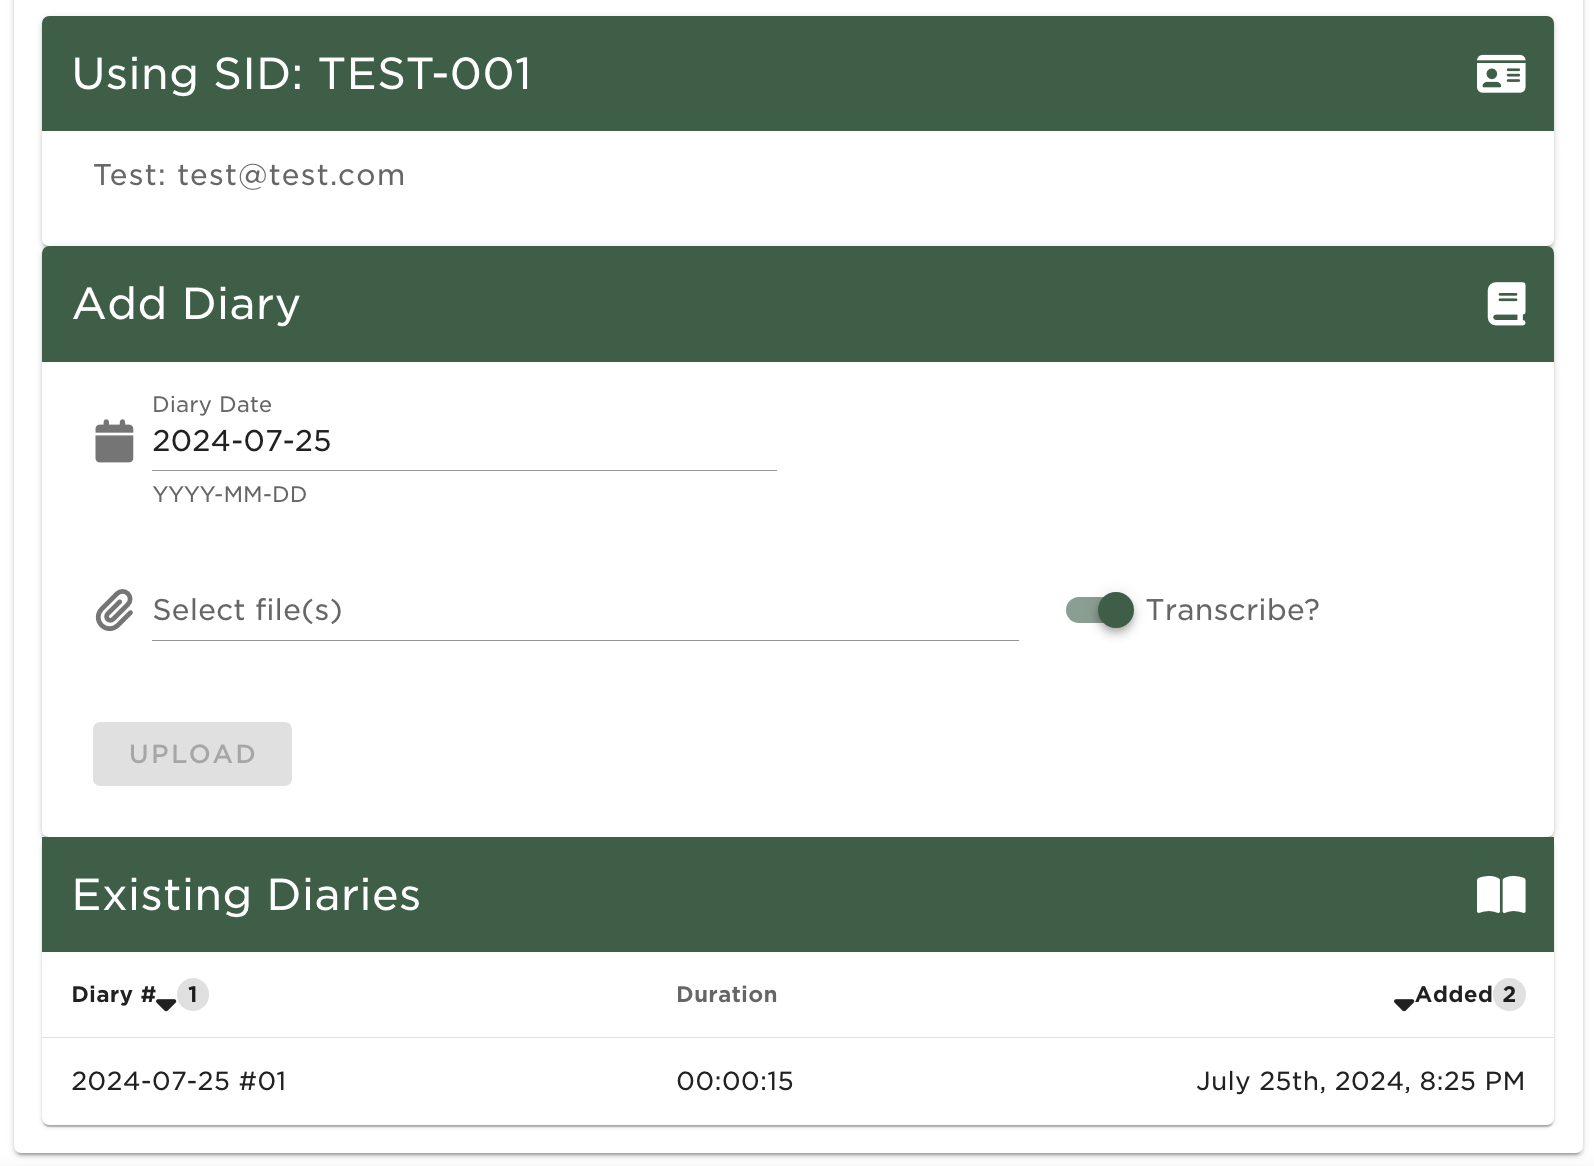 Using SID: TEST-001
Test: test@test.com
Add Diary
Diary Date
2024-07-25
YYYY-MM-DD
Select file(s)
Transcribe?
UPLOAD
Existing Diaries
Diary # 1 Duration Added 2
2024-07-25 #01 00:00:15 July 25th, 2024, 8:25 PM